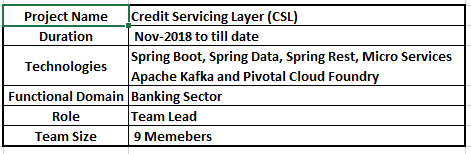 Project Name Credit Servicing Layer (CSL)
Duration Nov-2018 to till date
Technologies Spring Boot, Spring Data, Spring Rest, Micro Services
Apache Kafka and Pivotal Cloud Foundry
Functional Domain Banking Sector
Role Team Lead
Team Size 9 Memebers